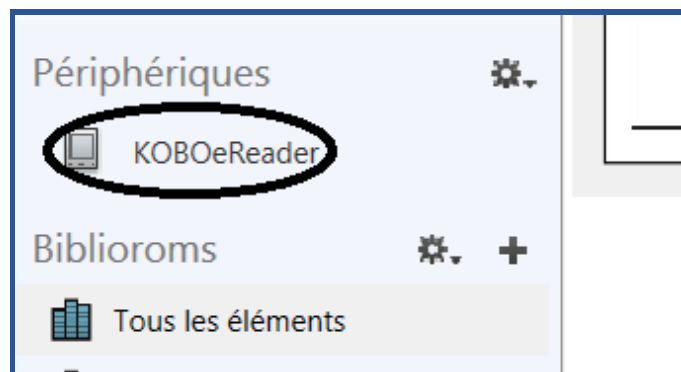 Périphériques
KOBOeReader
Biblioroms
Tous les éléments